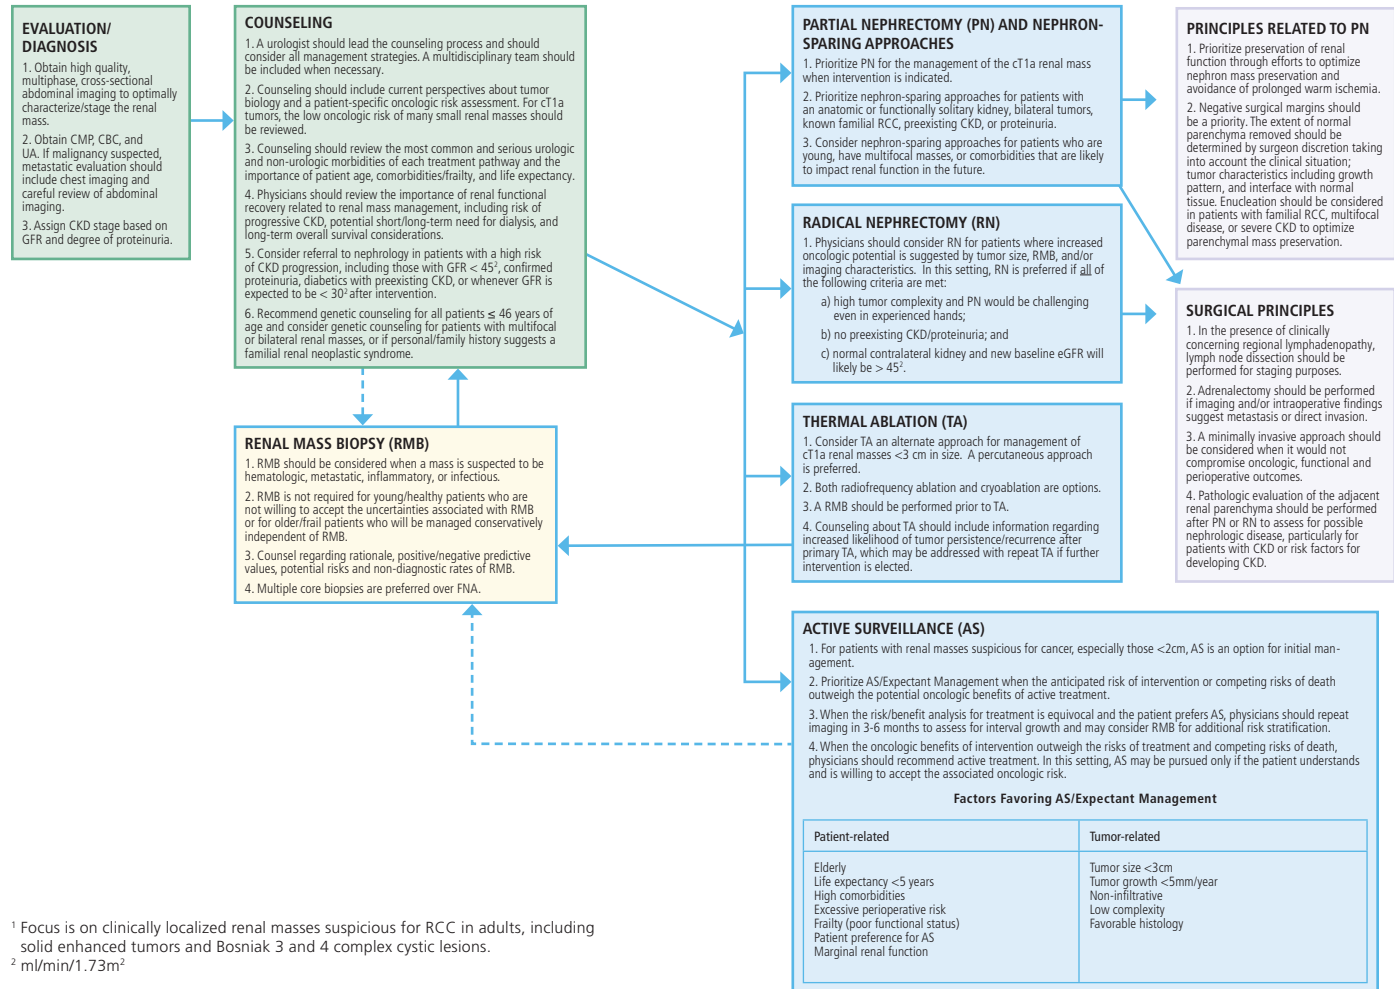 EVALUATION/
DIAGNOSIS
1. Obtain high quality,
multiphase, cross-sectional
abdominal imaging to optimally
characterize/stage the renal
mass.
2. Obtain CMP, CBC, and
UA. If malignancy suspected,
metastatic evaluation should
include chest imaging and
careful review of abdominal
imaging.
3. Assign CKD stage based on
GFR and degree of proteinuria.
COUNSELING
1. A urologist should lead the counseling process and should
consider all management strategies. A multidisciplinary team should
be included when necessary.
2. Counseling should include current perspectives about tumor
biology and a patient-specific oncologic risk assessment. For cT1a
tumors, the low oncologic risk of many small renal masses should
be reviewed.
3. Counseling should review the most common and serious urologic
and non-urologic morbidities of each treatment pathway and the
importance of patient age, comorbidities/frailty, and life expectancy.
4. Physicians should review the importance of renal functional
recovery related to renal mass management, including risk of
progressive CKD, potential short/long-term need for dialysis, and
long-term overall survival considerations.
5. Consider referral to nephrology in patients with a high risk
of CKD progression, including those with GFR < 45², confirmed
proteinuria, diabetics with preexisting CKD, or whenever GFR is
expected to be < 30² after intervention.
6. Recommend genetic counseling for all patients ≤ 46 years of
age and consider genetic counseling for patients with multifocal
or bilateral renal masses, or if personal/family history suggests a
familial renal neoplastic syndrome.
RENAL MASS BIOPSY (RMB)
1. RMB should be considered when a mass is suspected to be
hematologic, metastatic, inflammatory, or infectious.
2. RMB is not required for young/healthy patients who are
not willing to accept the uncertainties associated with RMB
or for older/frail patients who will be managed conservatively
independent of RMB.
3. Counsel regarding rationale, positive/negative predictive
values, potential risks and non-diagnostic rates of RMB.
4. Multiple core biopsies are preferred over FNA.
PARTIAL NEPHRECTOMY (PN) AND NEPHRON-
SPARING APPROACHES
1. Prioritize PN for the management of the cT1a renal mass
when intervention is indicated.
2. Prioritize nephron-sparing approaches for patients with
an anatomic or functionally solitary kidney, bilateral tumors,
known familial RCC, preexisting CKD, or proteinuria.
3. Consider nephron-sparing approaches for patients who are
young, have multifocal masses, or comorbidities that are likely
to impact renal function in the future.
RADICAL NEPHRECTOMY (RN)
1. Physicians should consider RN for patients where increased
oncologic potential is suggested by tumor size, RMB, and/or
imaging characteristics. In this setting, RN is preferred if all of
the following criteria are met:
a) high tumor complexity and PN would be challenging
even in experienced hands;
b) no preexisting CKD/proteinuria; and
c) normal contralateral kidney and new baseline eGFR will
likely be > 45².
THERMAL ABLATION (TA)
1. Consider TA an alternate approach for management of
cT1a renal masses <3 cm in size. A percutaneous approach
is preferred.
2. Both radiofrequency ablation and cryoablation are options.
3. A RMB should be performed prior to TA.
4. Counseling about TA should include information regarding
increased likelihood of tumor persistence/recurrence after
primary TA, which may be addressed with repeat TA if further
intervention is elected.
PRINCIPLES RELATED TO PN
1. Prioritize preservation of renal
function through efforts to optimize
nephron mass preservation and
avoidance of prolonged warm ischemia.
2. Negative surgical margins should
be a priority. The extent of normal
parenchyma removed should be
determined by surgeon discretion taking
into account the clinical situation;
tumor characteristics including growth
pattern, and interface with normal
tissue. Enucleation should be considered
in patients with familial RCC, multifocal
disease, or severe CKD to optimize
parenchymal mass preservation.
SURGICAL PRINCIPLES
1. In the presence of clinically
concerning regional lymphadenopathy,
lymph node dissection should be
performed for staging purposes.
2. Adrenalectomy should be performed
if imaging and/or intraoperative findings
suggest metastasis or direct invasion.
3. A minimally invasive approach should
be considered when it would not
compromise oncologic, functional and
perioperative outcomes.
4. Pathologic evaluation of the adjacent
renal parenchyma should be performed
after PN or RN to assess for possible
nephrologic disease, particularly for
patients with CKD or risk factors for
developing CKD.
ACTIVE SURVEILLANCE (AS)
1. For patients with renal masses suspicious for cancer, especially those <2cm, AS is an option for initial man-
agement.
2. Prioritize AS/Expectant Management when the anticipated risk of intervention or competing risks of death
outweigh the potential oncologic benefits of active treatment.
3. When the risk/benefit analysis for treatment is equivocal and the patient prefers AS, physicians should repeat
imaging in 3-6 months to assess for interval growth and may consider RMB for additional risk stratification.
4. When the oncologic benefits of intervention outweigh the risks of treatment and competing risks of death,
physicians should recommend active treatment. In this setting, AS may be pursued only if the patient understands
and is willing to accept the associated oncologic risk.
Factors Favoring AS/Expectant Management
Patient-related
Elderly
Life expectancy <5 years
High comorbidities
Excessive perioperative risk
Frailty (poor functional status)
Patient preference for AS
Marginal renal function
Tumor-related
Tumor size <3cm
Tumor growth <5mm/year
Non-infiltrative
Low complexity
Favorable histology
¹ Focus is on clinically localized renal masses suspicious for RCC in adults, including
solid enhanced tumors and Bosniak 3 and 4 complex cystic lesions.
² ml/min/1.73m²